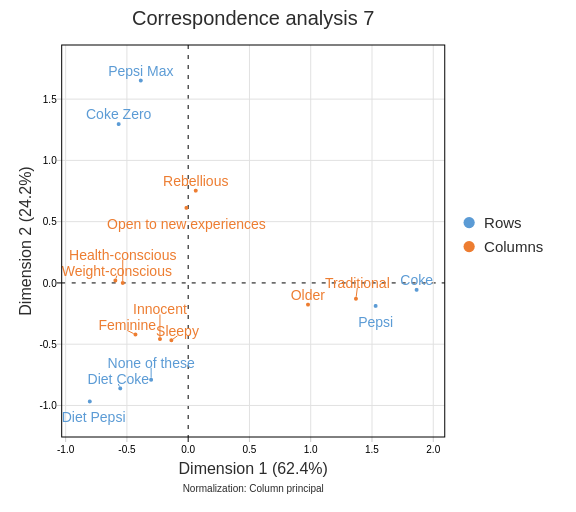 Correspondence analysis 7
Pepsi Max
Coke Zero
Rebellious
Open to new experiences
Health-conscious
Weight-conscious
Traditional
Coke
Older
Pepsi
Innocent
Feminine
Sleepy
None of these
Diet Coke
Diet Pepsi
1.5
1.0
0.5
0.0
-0.5
-1.0
Dimension 2 (24.2%)
-1.0 -0.5 0.0 0.5 1.0 1.5 2.0
Dimension 1 (62.4%)
Normalization: Column principal
Rows
Columns